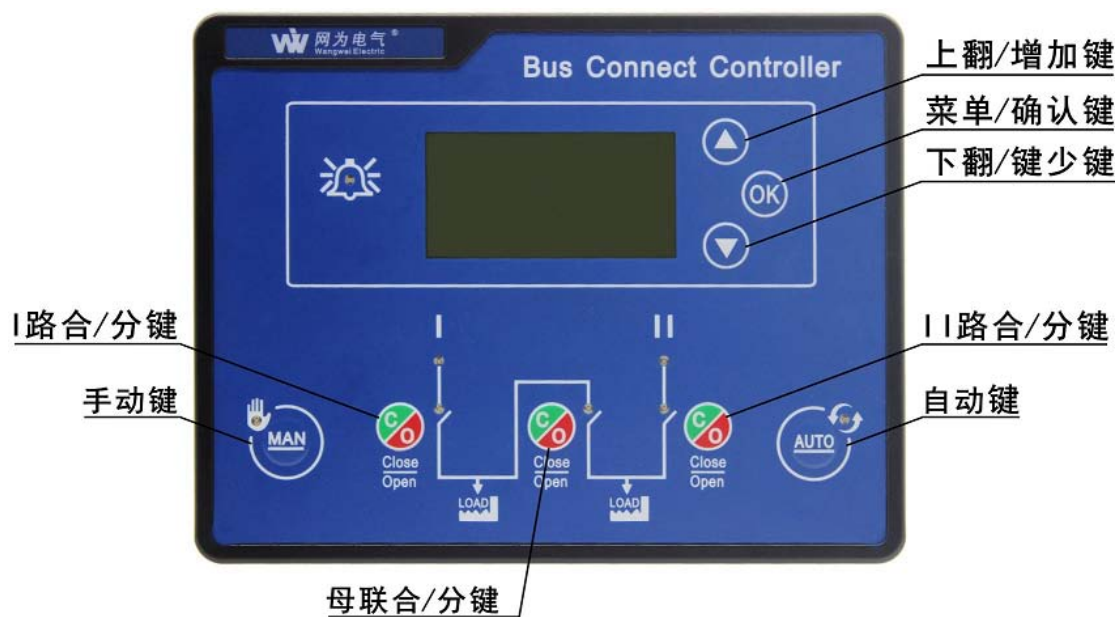 网为电气®
Wangwei Electric
Bus Connect Controller
上翻/增加键
菜单/确认键
OK
下翻/键少键
I
II
I路合/分键
II路合/分键
手动键
自动键
MAN
C
O
C
O
C
O
AUTO
Close
Open
Close
Open
Close
Open
LOAD
LOAD
母联合/分键